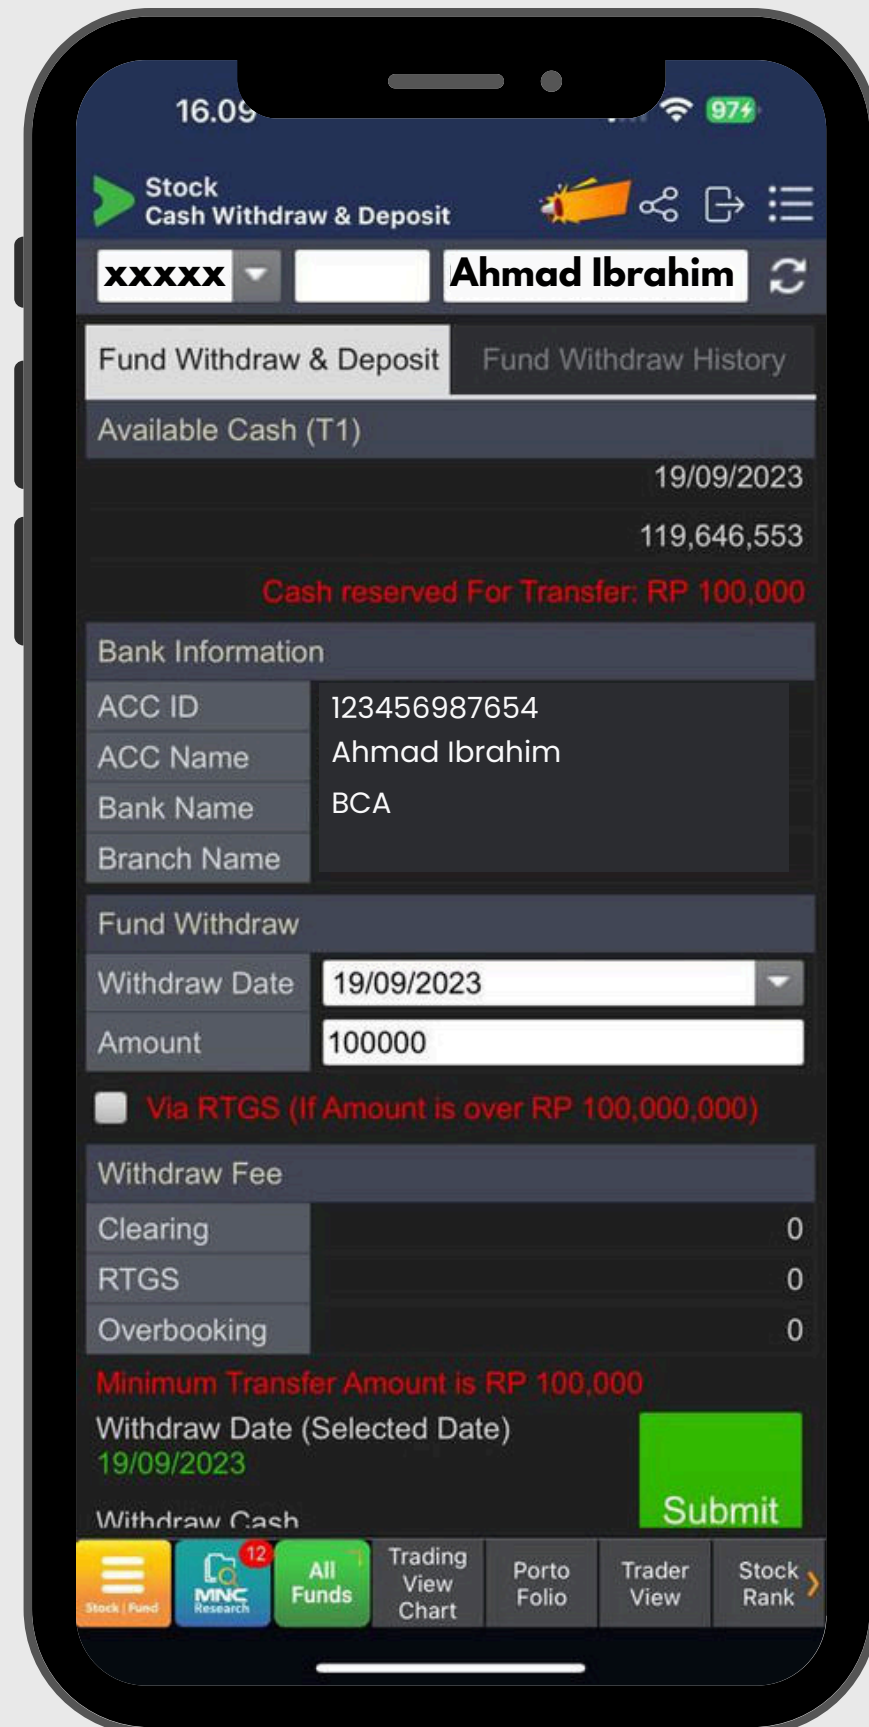 16.09
97
Stock
Cash Withdraw & Deposit
xxxxx
Ahmad Ibrahim
Fund Withdraw & Deposit
Fund Withdraw History
Available Cash (T1)
19/09/2023
119,646,553
Cash reserved For Transfer: RP 100,000
Bank Information
ACC ID 123456987654
ACC Name Ahmad Ibrahim
Bank Name BCA
Branch Name
Fund Withdraw
Withdraw Date 19/09/2023
Amount 100000
Via RTGS (If Amount is over RP 100,000,000)
Withdraw Fee
Clearing 0
RTGS 0
Overbooking 0
Minimum Transfer Amount is RP 100,000
Withdraw Date (Selected Date)
19/09/2023
Submit
Withdraw Cash
Stock | Fund
12
MNC
Research
All
Funds
Trading
View
Chart
Porto
Folio
Trader
View
Stock
Rank